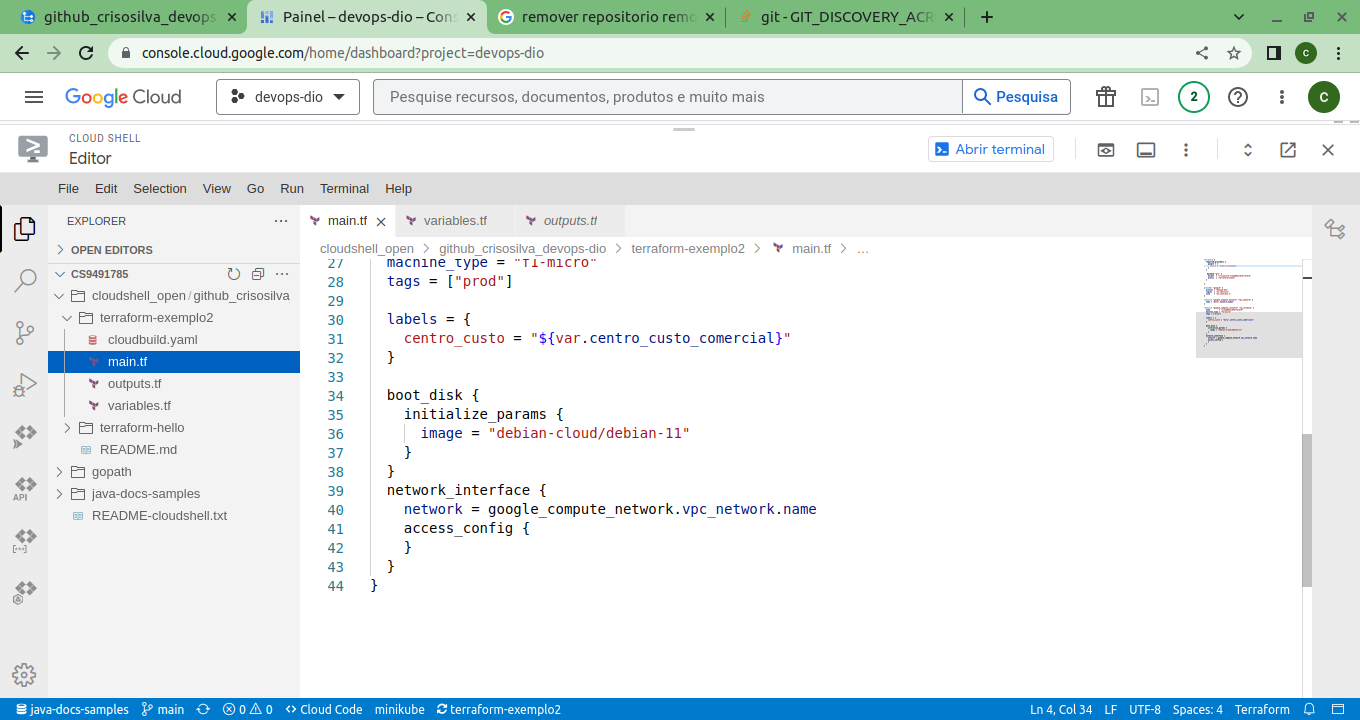 github_crisosilva_devops
Painel – devops-dio – Cons
remover repositorio remo
git - GIT_DISCOVERY_ACR
console.cloud.google.com/home/dashboard?project=devops-dio
C
Google Cloud
devops-dio
Pesquise recursos, documentos, produtos e muito mais
Pesquisa
2
C
CLOUD SHELL
Editor
Abrir terminal
File Edit Selection View Go Run Terminal Help
EXPLORER
OPEN EDITORS
CS9491785
cloudshell_open / github_crisosilva
terraform-exemplo2
cloudbuild.yaml
main.tf
outputs.tf
variables.tf
terraform-hello
README.md
gopath
java-docs-samples
README-cloudshell.txt
API
main.tf
variables.tf
outputs.tf
cloudshell_open > github_crisosilva_devops-dio > terraform-exemplo2 > main.tf > ...
27 machine_type = "f1-micro"
28 tags = ["prod"]
29
30 labels = {
31 centro_custo = "${var.centro_custo_comercial}"
32 }
33
34 boot_disk {
35 initialize_params {
36 image = "debian-cloud/debian-11"
37 }
38 }
39 network_interface {
40 network = google_compute_network.vpc_network.name
41 access_config {
42 }
43 }
44 }
java-docs-samples main 0 0 Cloud Code minikube terraform-exemplo2 Ln 4, Col 34 LF UTF-8 Spaces: 4 Terraform